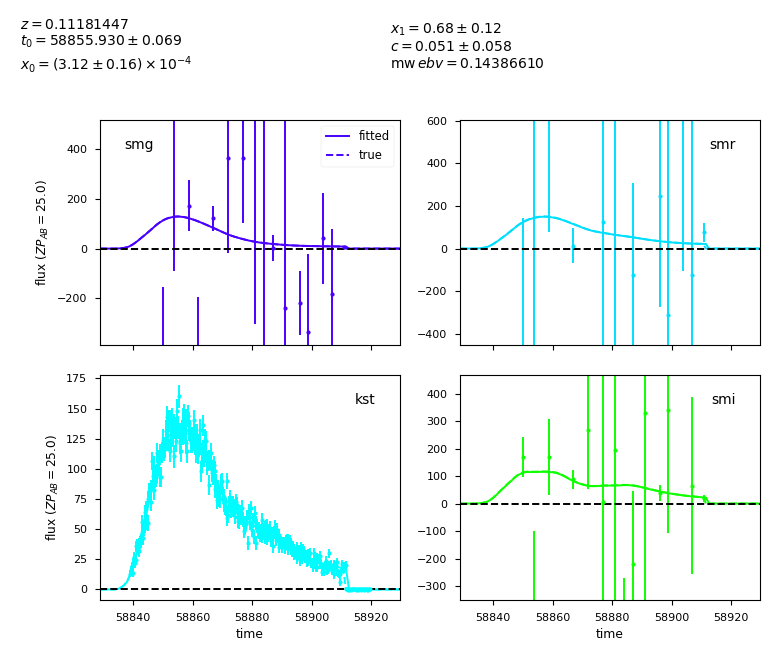 z = 0.11181447
t₀ = 58855.930 ± 0.069
x₀ = (3.12 ± 0.16) × 10⁻⁴
x₁ = 0.68 ± 0.12
c = 0.051 ± 0.058
mw ebv = 0.14386610
smg
fitted
true
400
200
0
−200
flux (ZP_AB = 25.0)
smr
600
400
200
0
−200
−400
kst
175
150
125
100
75
50
25
0
flux (ZP_AB = 25.0)
58840 58860 58880 58900 58920
time
smi
400
300
200
100
0
−100
−200
−300
58840 58860 58880 58900 58920
time